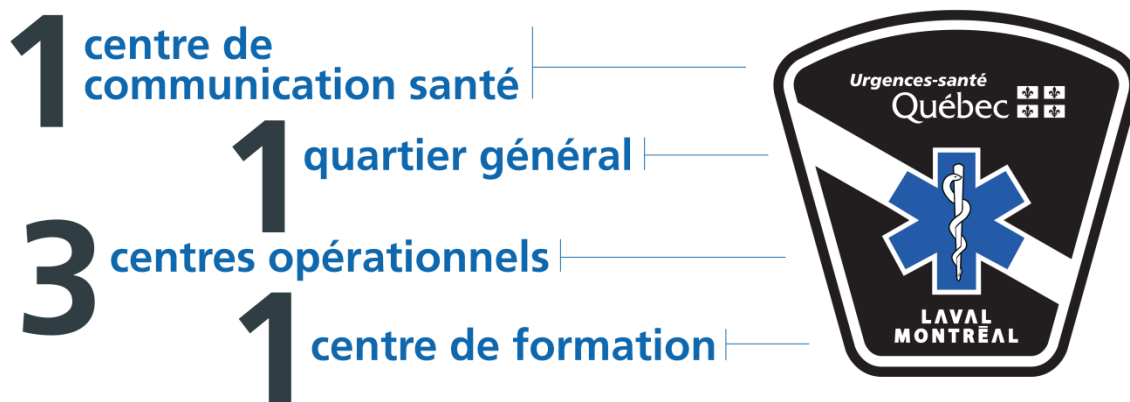 1 centre de
communication santé
1 quartier général
3 centres opérationnels
1 centre de formation
Urgences-santé
Québec
LAVAL
MONTRÉAL